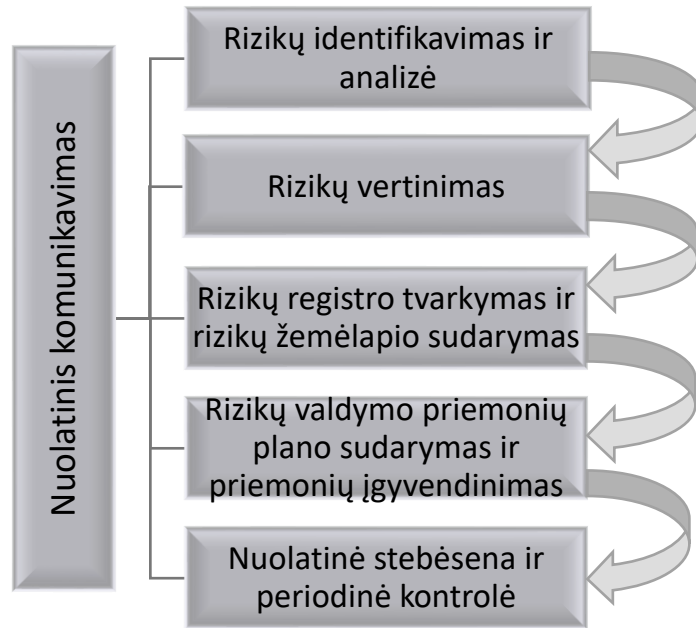 Nuolatinis komunikavimas
Rizikų identifikavimas ir
analizė
Rizikų vertinimas
Rizikų registro tvarkymas ir
rizikų žemėlapio sudarymas
Rizikų valdymo priemonių
plano sudarymas ir
priemonių įgyvendinimas
Nuolatinė stebėsena ir
periodinė kontrolė